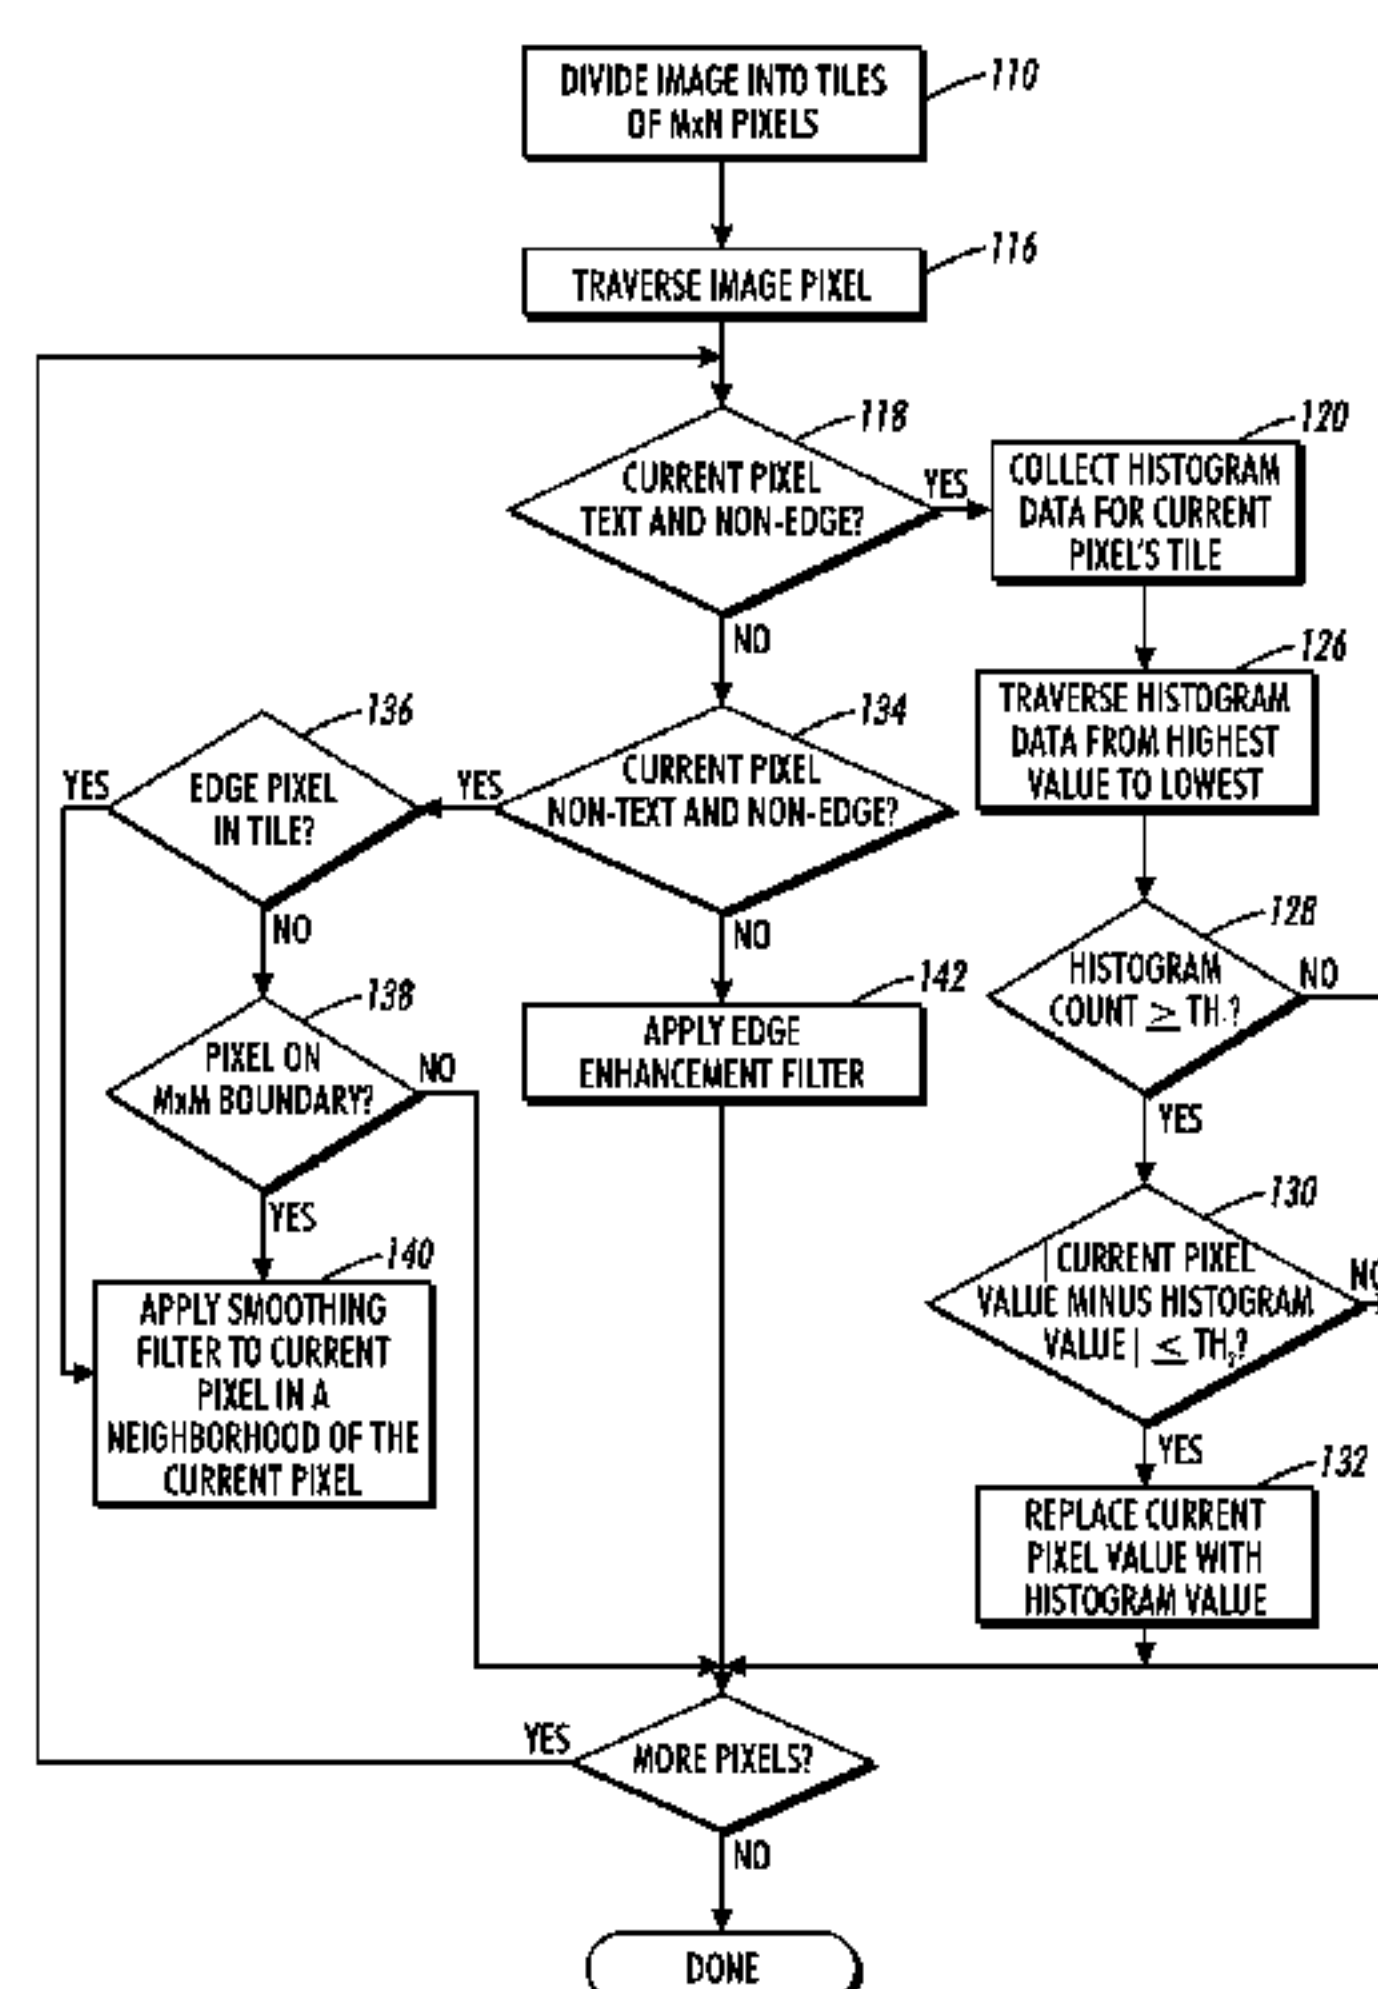 DIVIDE IMAGE INTO TILES
OF MxN PIXELS
110
TRAVERSE IMAGE PIXEL
116
CURRENT PIXEL
TEXT AND NON-EDGE?
118
YES
NO
COLLECT HISTOGRAM
DATA FOR CURRENT
PIXEL'S TILE
120
TRAVERSE HISTOGRAM
DATA FROM HIGHEST
VALUE TO LOWEST
126
EDGE PIXEL
IN TILE?
136
YES
NO
CURRENT PIXEL
NON-TEXT AND NON-EDGE?
134
YES
NO
HISTOGRAM
COUNT ≥ TH
128
NO
YES
PIXEL ON
MxM BOUNDARY?
138
NO
YES
APPLY EDGE
ENHANCEMENT FILTER
142
| CURRENT PIXEL
VALUE MINUS HISTOGRAM
VALUE | ≤ TH₂?
130
YES
APPLY SMOOTHING
FILTER TO CURRENT
PIXEL IN A
NEIGHBORHOOD OF THE
CURRENT PIXEL
140
REPLACE CURRENT
PIXEL VALUE WITH
HISTOGRAM VALUE
132
MORE PIXELS?
YES
NO
DONE